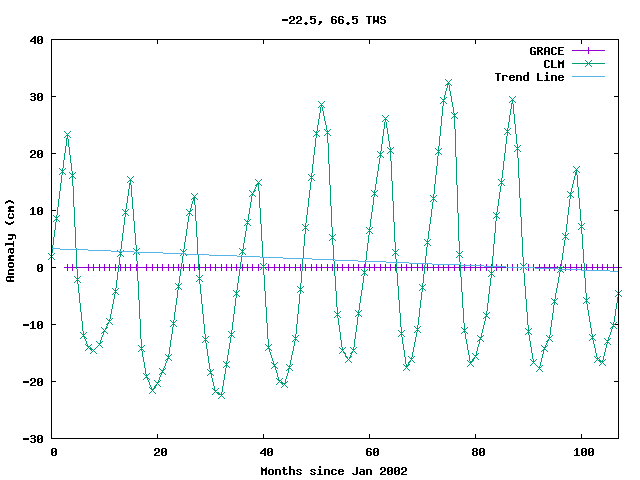 -22.5, 66.5 TWS
GRACE
CLM
Trend Line
40
30
20
10
0
-10
-20
-30
Anomaly (cm)
0 20 40 60 80 100
Months since Jan 2002